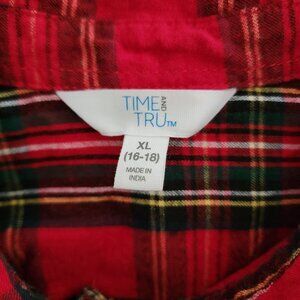 TIME AND
TRU™
XL
(16-18)
MADE IN
INDIA